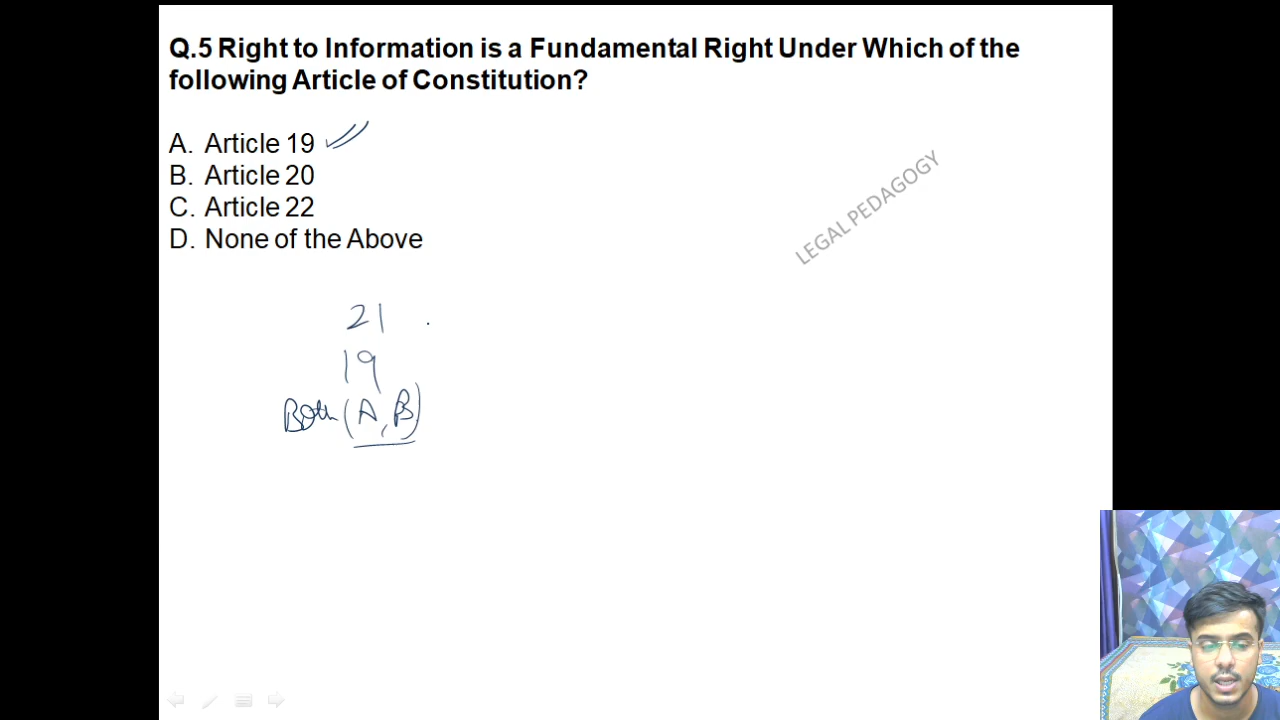 Q.5 Right to Information is a Fundamental Right Under Which of the
following Article of Constitution?
A. Article 19
B. Article 20
C. Article 22
D. None of the Above
LEGAL PEDAGOGY
21
19
Both (A, B)